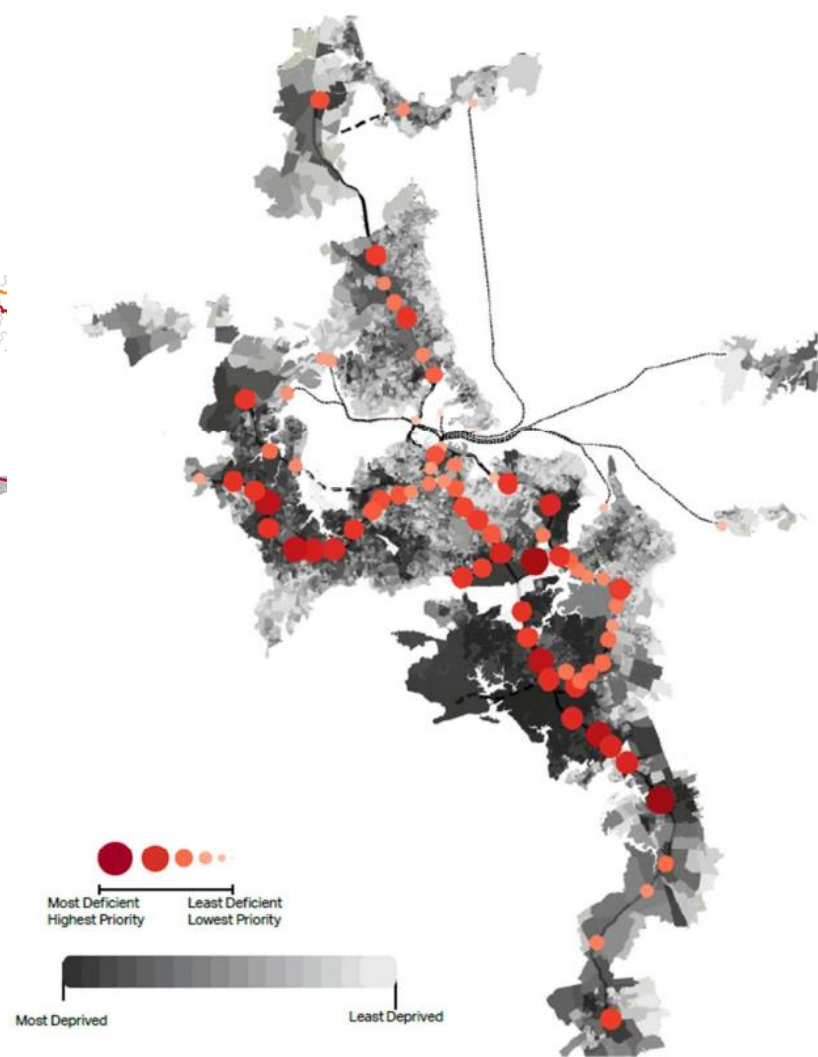 Most Deficient
Highest Priority
Least Deficient
Lowest Priority
Most Deprived
Least Deprived